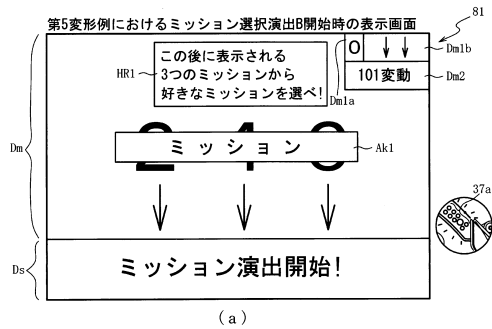 第5変形例におけるミッション選択演出B開始時の表示画面
81
この後に表示される
3つのミッションから
好きなミッションを選べ!
HR1
0
Dm1b
Dm1a
101変動
Dm2
Dm
ミッション
Ak1
37a
Ds
ミッション演出開始!
(a)